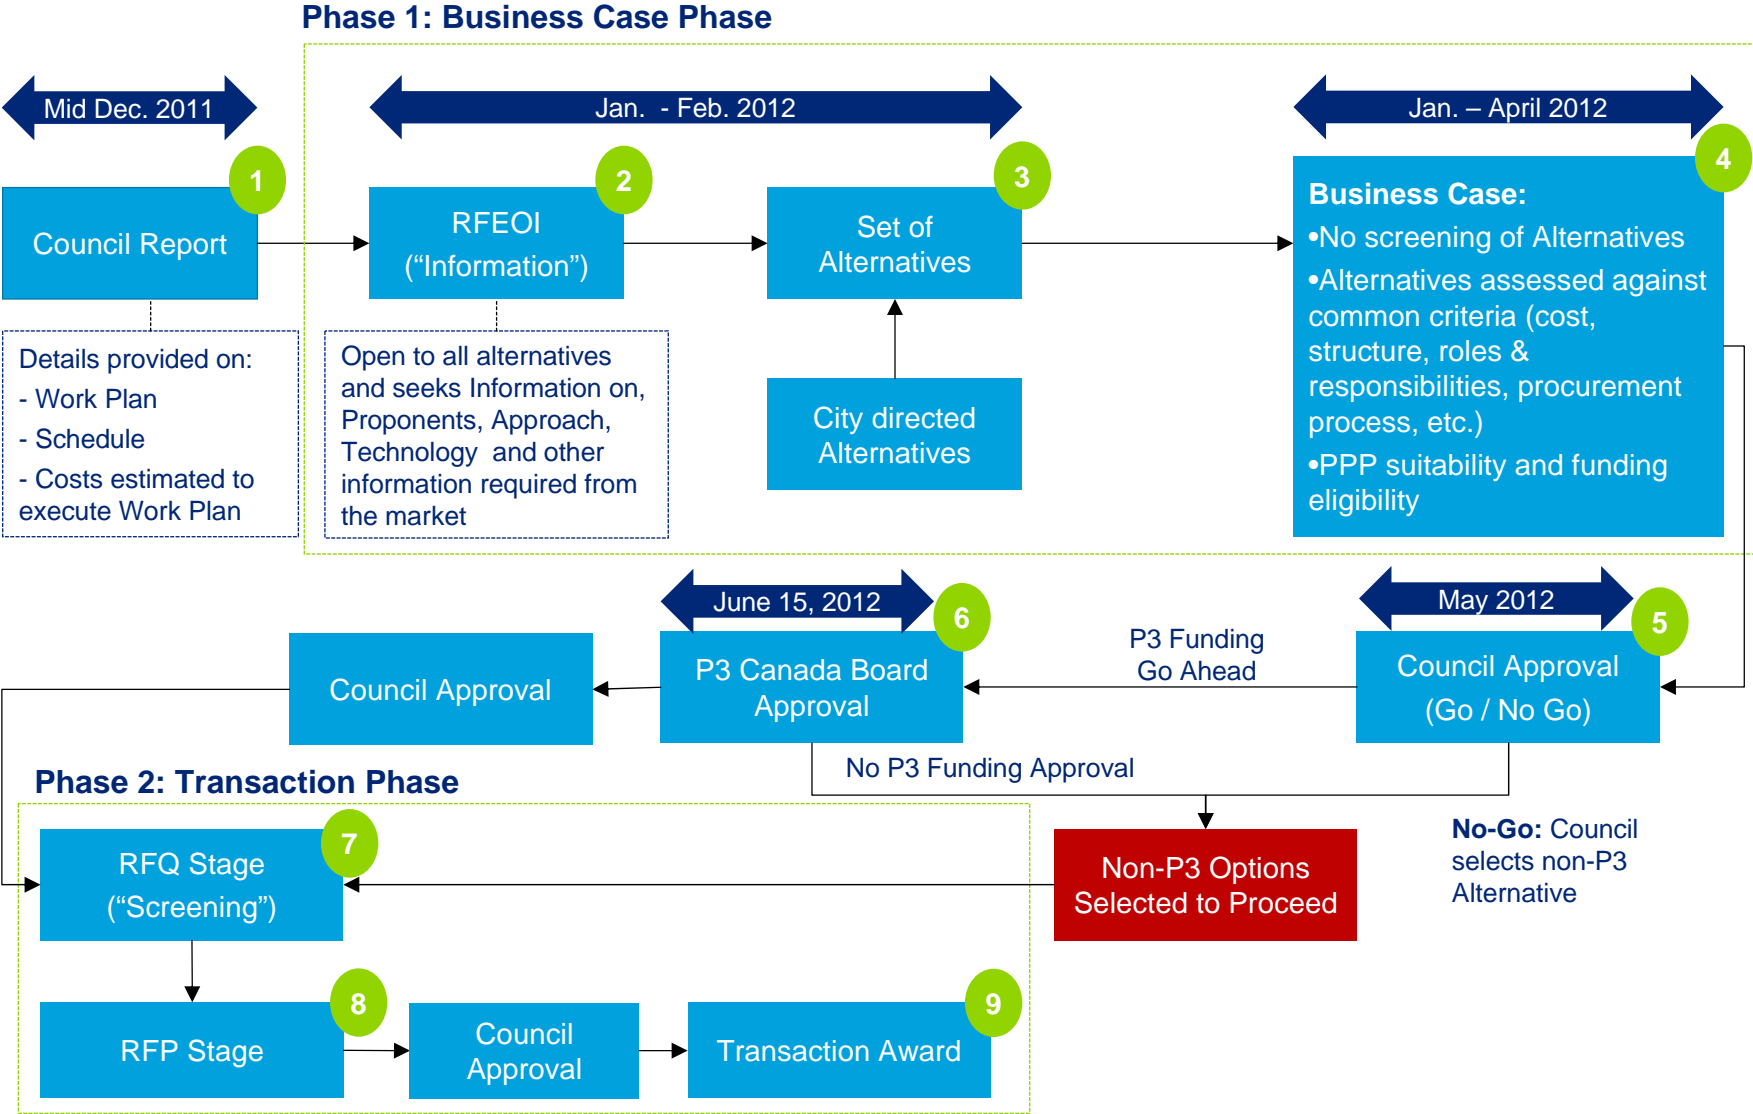 Phase 1: Business Case Phase
Mid Dec. 2011
Jan.  - Feb. 2012
Jan. – April 2012
1
Council Report
2
RFEOI
(“Information”)
3
Set of
Alternatives
4
Business Case:
•No screening of Alternatives
•Alternatives assessed against
common criteria (cost,
structure, roles &
responsibilities, procurement
process, etc.)
•PPP suitability and funding
eligibility
Details provided on:
- Work Plan
- Schedule
- Costs estimated to
execute Work Plan
Open to all alternatives
and seeks Information on,
Proponents, Approach,
Technology  and other
information required from
the market
City directed
Alternatives
June 15, 2012
6
May 2012
5
Council Approval
P3 Canada Board
Approval
P3 Funding
Go Ahead
Council Approval
(Go / No Go)
No P3 Funding Approval
Phase 2: Transaction Phase
7
RFQ Stage
(“Screening”)
Non-P3 Options
Selected to Proceed
No-Go: Council
selects non-P3
Alternative
8
RFP Stage
Council
Approval
9
Transaction Award